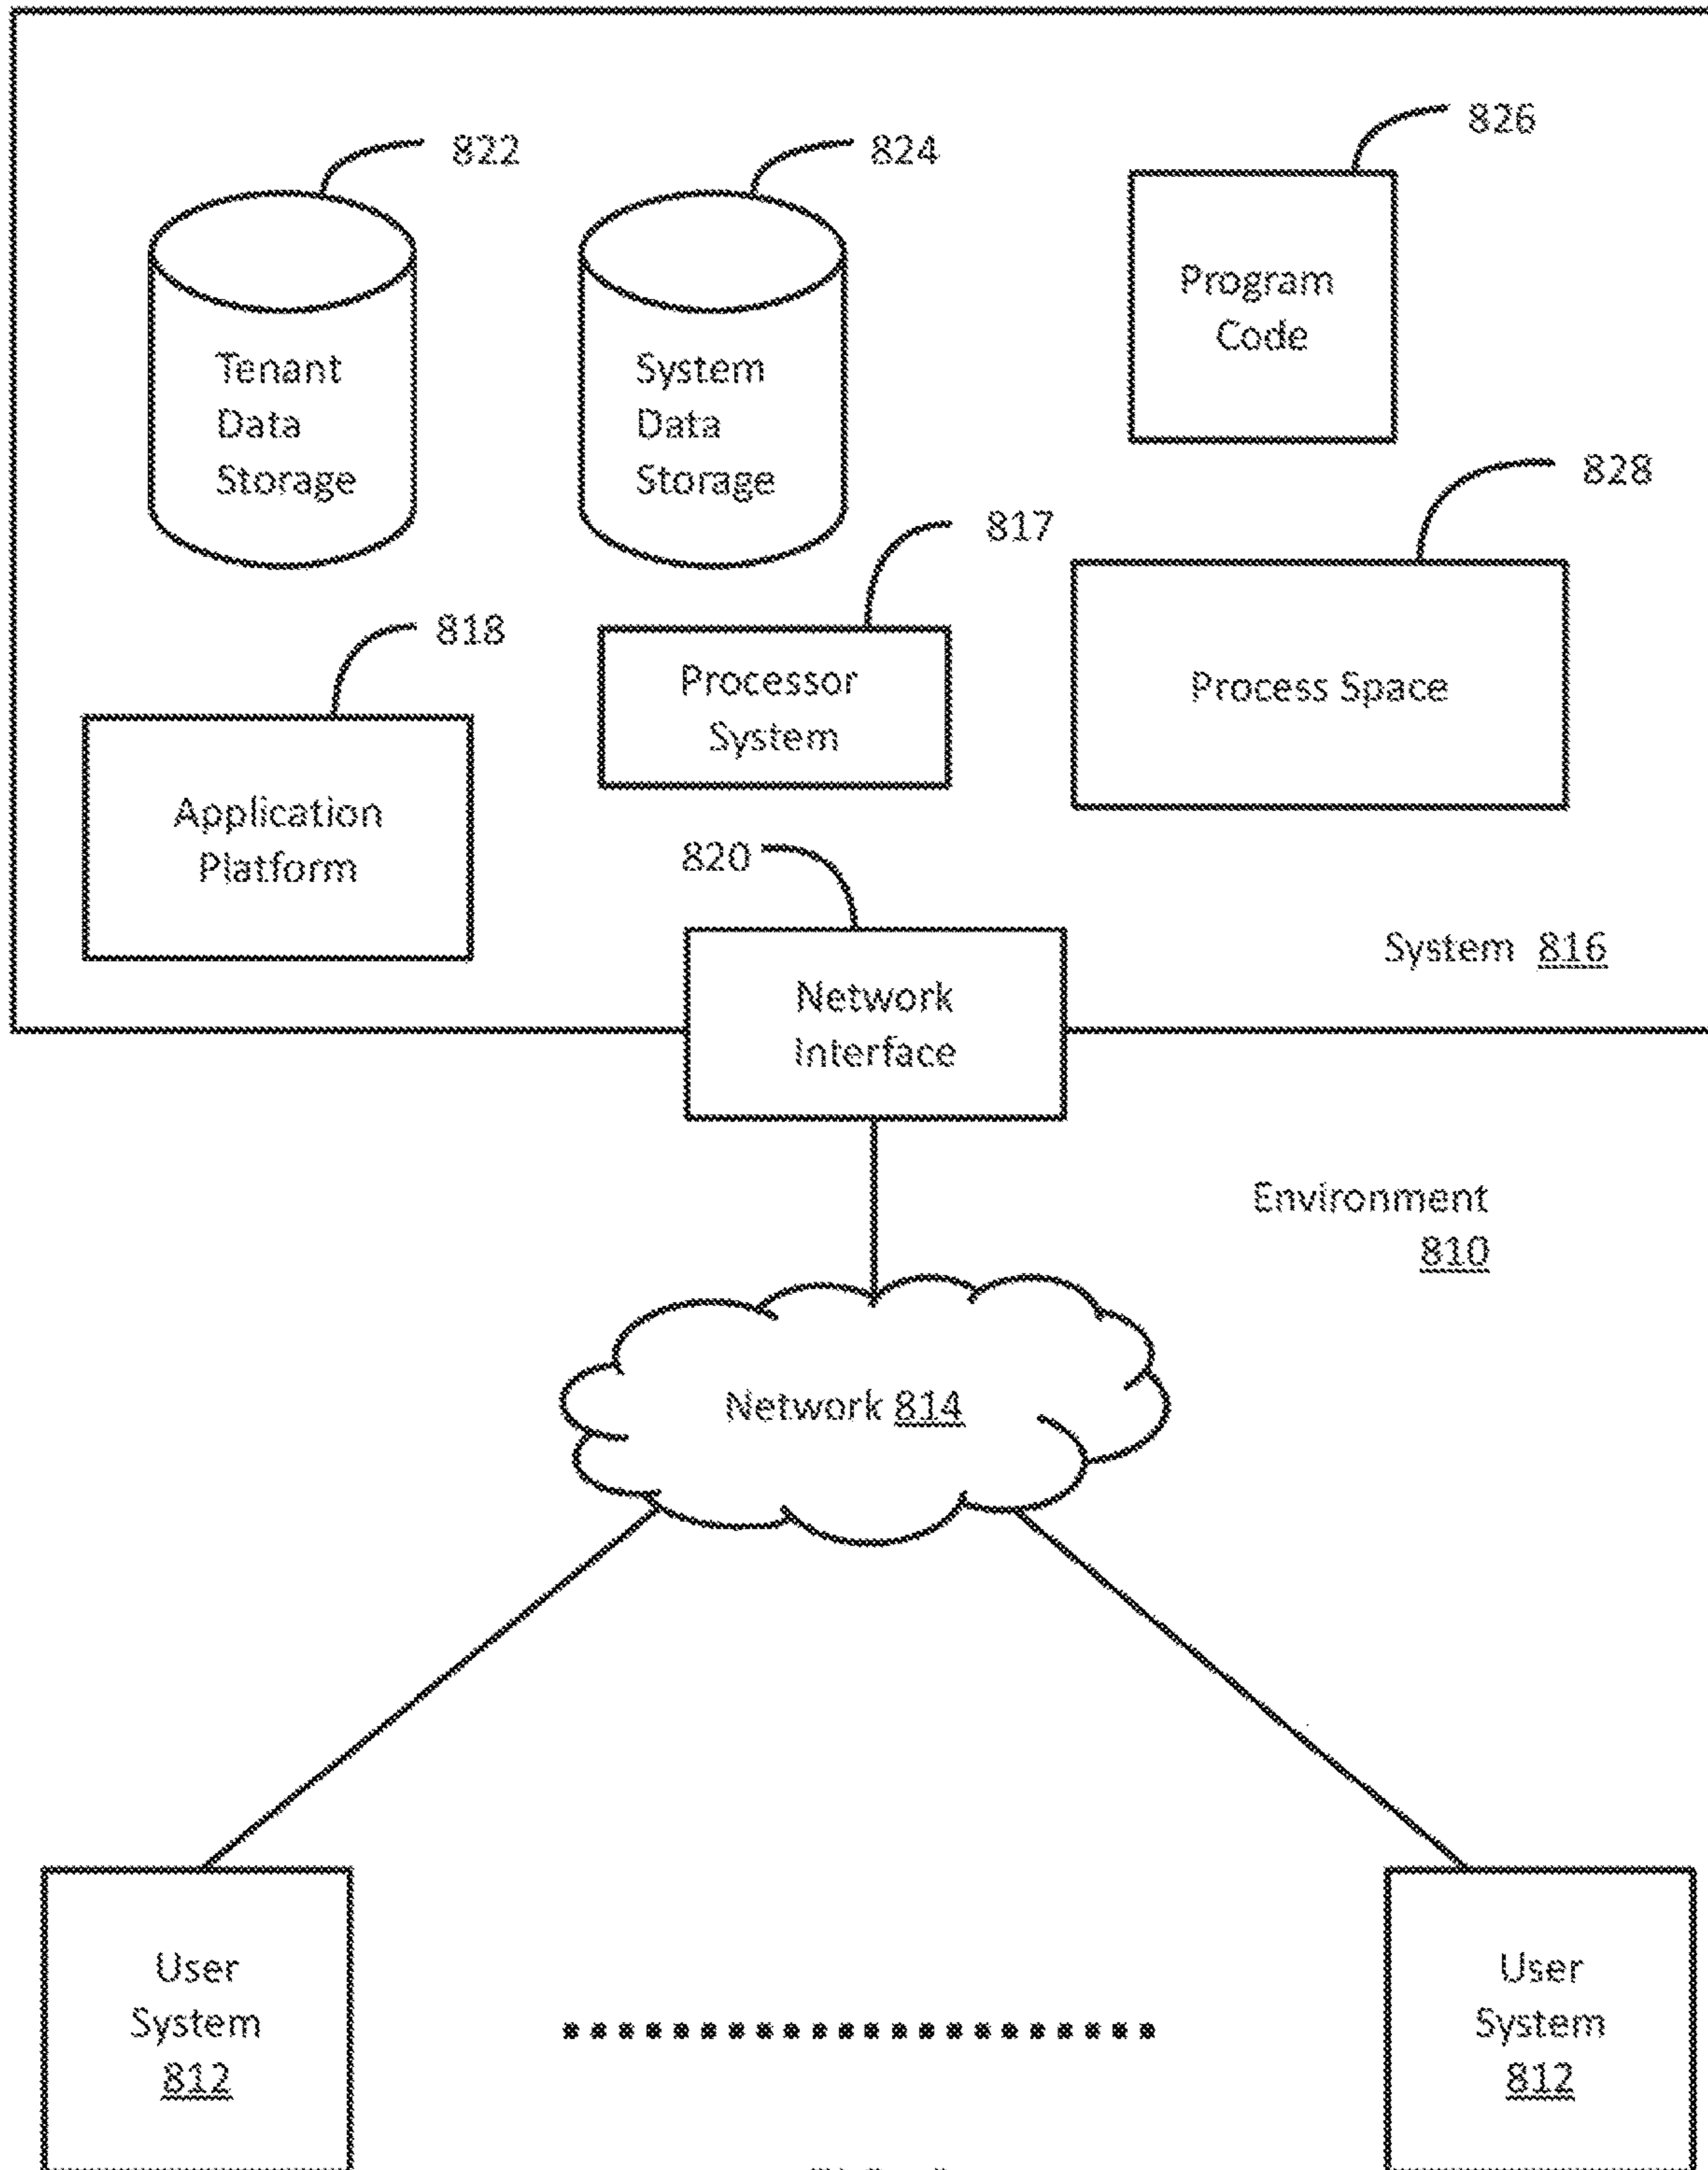 826
822
824
Program
Code
Tenant
Data
Storage
System
Data
Storage
828
817
818
Processor
System
Process Space
Application
Platform
820
System 816
Network
Interface
Environment
810
Network 814
User
System
812
User
System
812